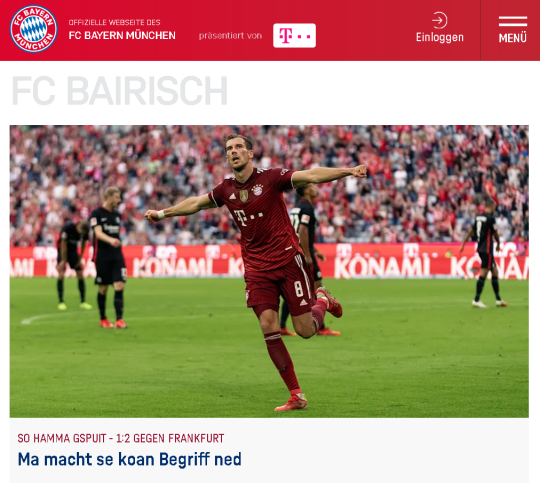 FC BAYERN
MÜNCHEN
OFFIZIELLE WEBSEITE DES
FC BAYERN MÜNCHEN
präsentiert von
T
Einloggen
MENÜ
FC BAIRISCH
KONAMI
KONAMI
T
8
SO HAMMA GSPUIT - 1:2 GEGEN FRANKFURT
Ma macht se koan Begriff ned